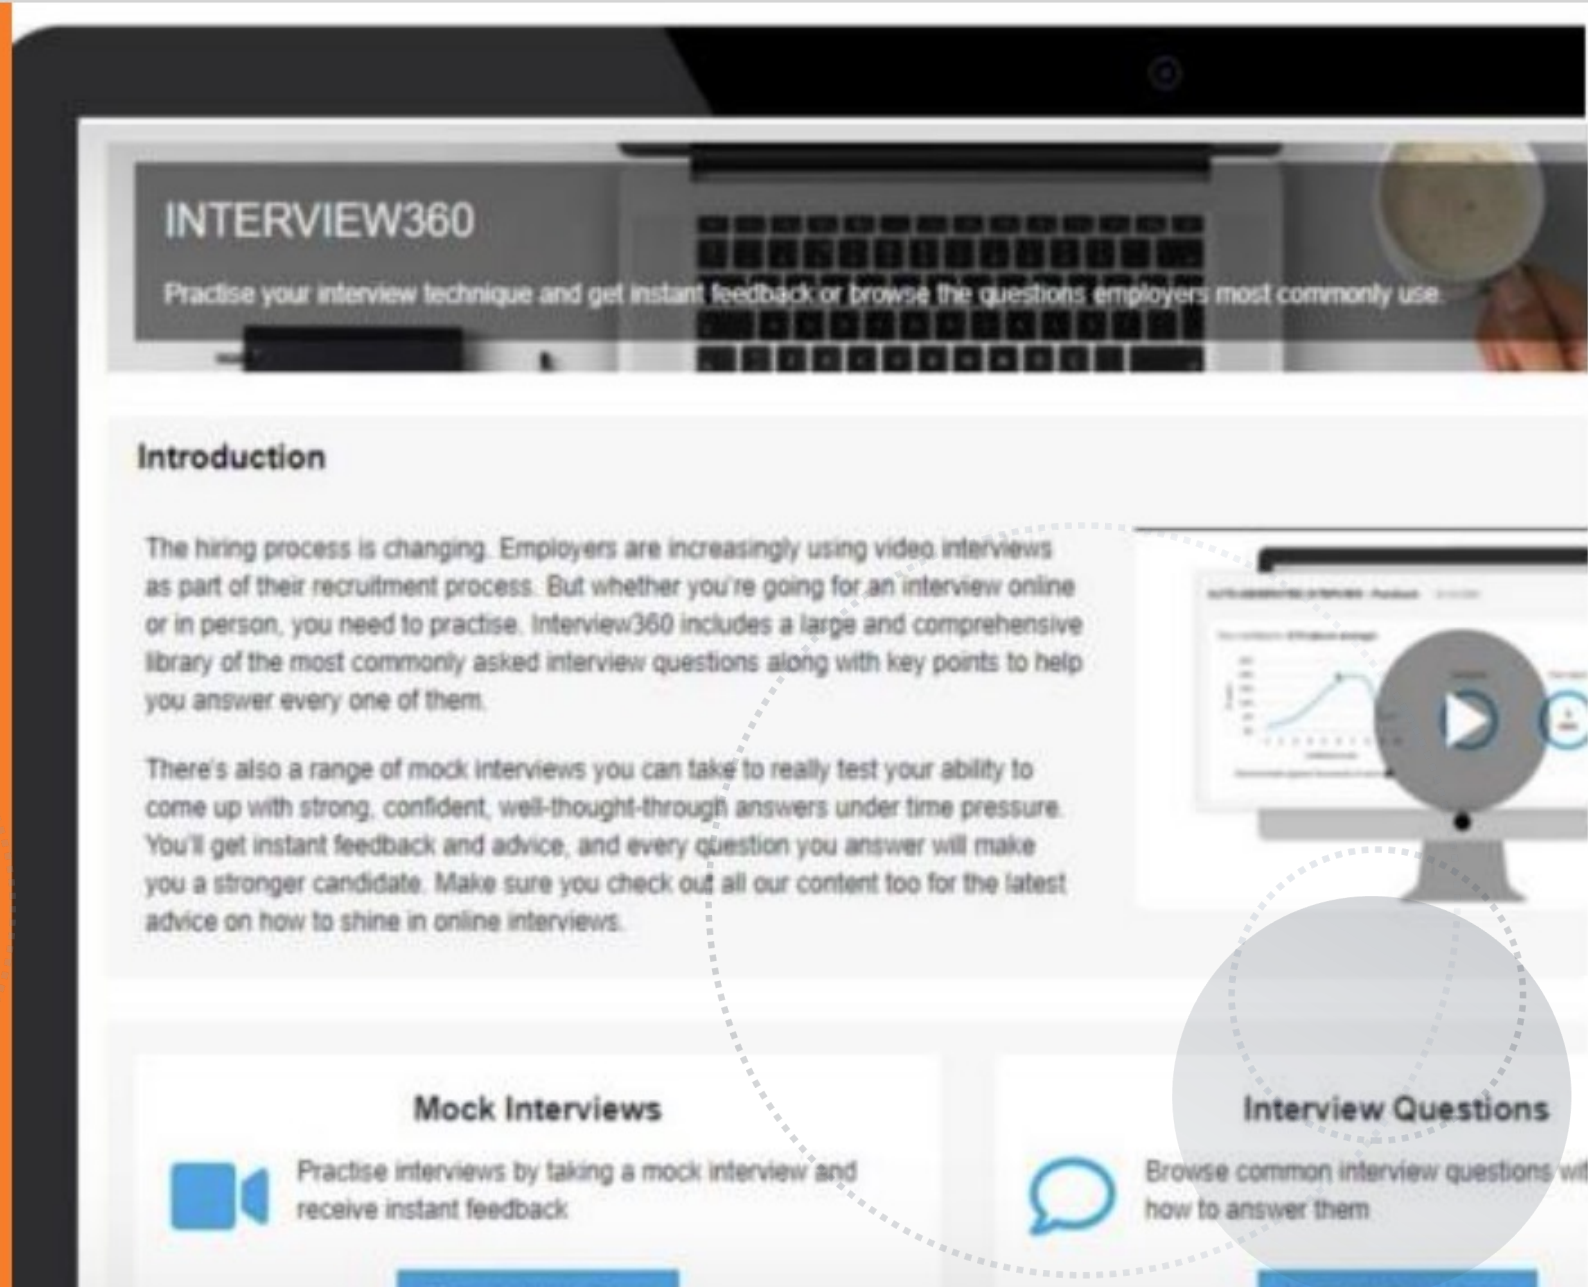 INTERVIEW360
Practise your interview technique and get instant feedback or browse the questions employers most commonly use.
Introduction
The hiring process is changing. Employers are increasingly using video interviews
as part of their recruitment process. But whether you're going for an interview online
or in person, you need to practise. Interview360 includes a large and comprehensive
library of the most commonly asked interview questions along with key points to help
you answer every one of them.
There's also a range of mock interviews you can take to really test your ability to
come up with strong, confident, well-thought-through answers under time pressure.
You'll get instant feedback and advice, and every question you answer will make
you a stronger candidate. Make sure you check out all our content too for the latest
advice on how to shine in online interviews.
Mock Interviews
Practise interviews by taking a mock interview and
receive instant feedback
Interview Questions
Browse common interview questions
how to answer them